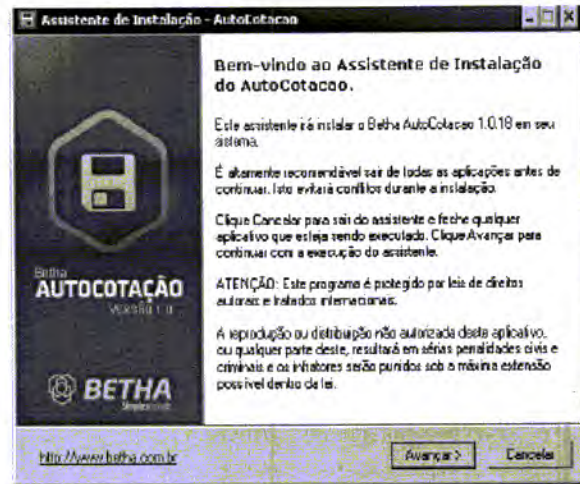 Assistente de Instalação - AutoCotacao
Bem-vindo ao Assistente de Instalação
do AutoCotacao.
Este assistente irá instalar o Betha AutoCotacao 1.0.18 em seu
sistema.
É altamente recomendável sair de todas as aplicações antes de
continuar. Isto evitará conflitos durante a instalação.
Clique Cancelar para sair do assistente e feche qualquer
aplicativo que esteja sendo executado. Clique Avançar para
continuar com a execução do assistente.
Betha
AUTOCOTAÇÃO
Versão 1.0
ATENÇÃO: Este programa é protegido por leis de direitos
autorais e tratados internacionais.
A reprodução ou distribuição não autorizada deste aplicativo,
ou qualquer parte deste, resultará em sérias penalidades civis e
criminais e os infratores serão punidos sob a máxima extensão
possível dentro da lei.
BETHA
http://www.betha.com.br
Avançar >
Cancelar